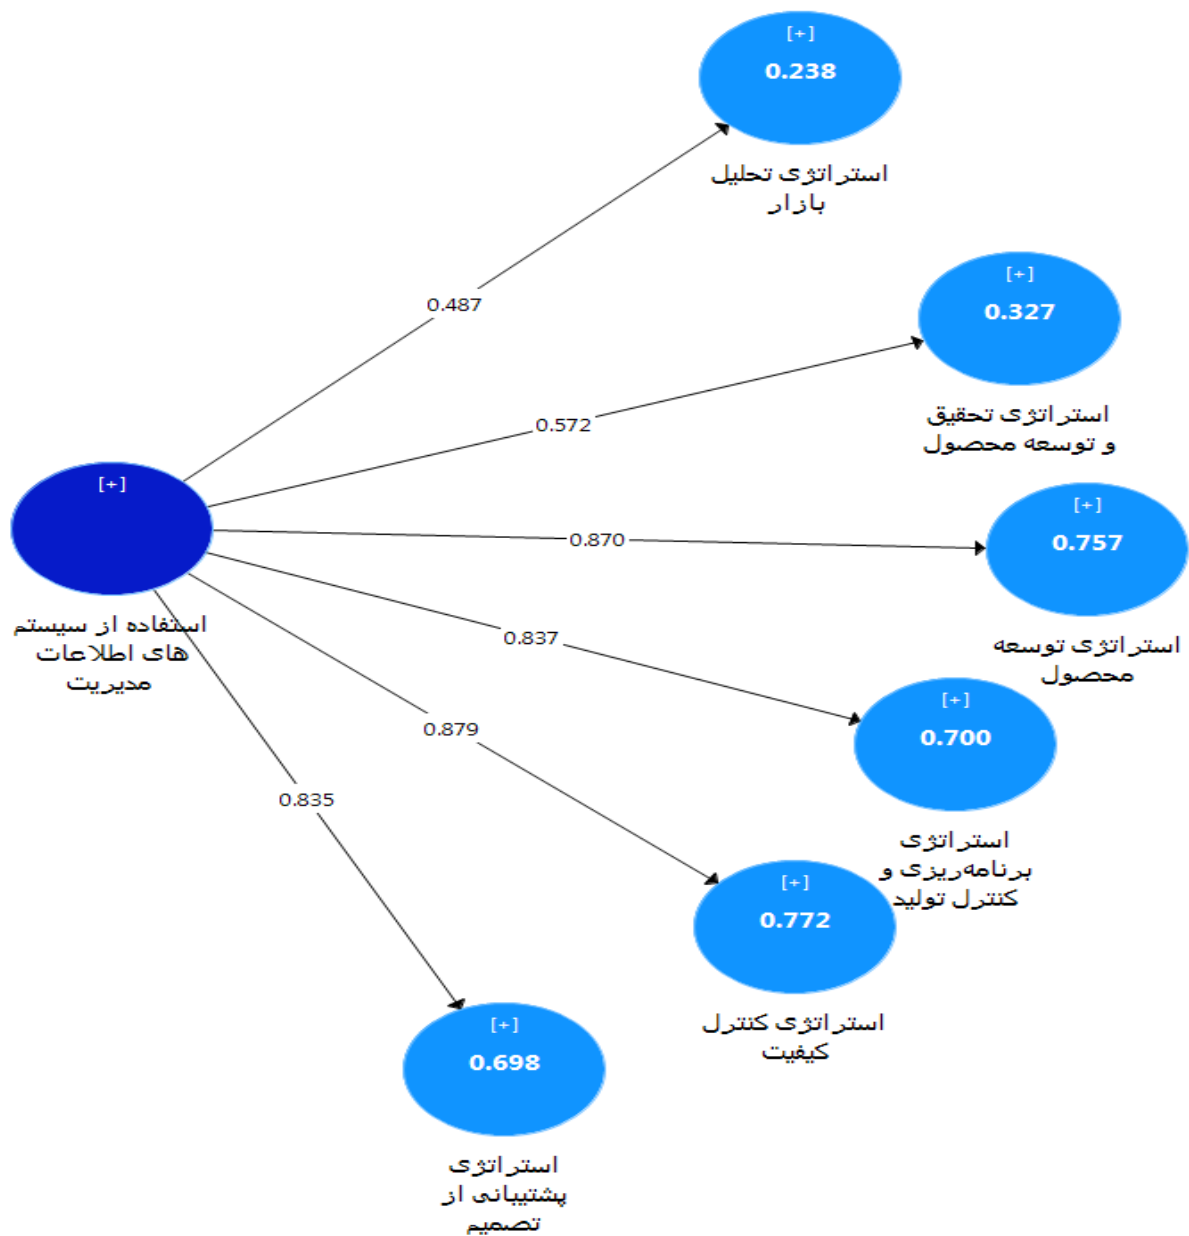 [+]
0.238
استراتژی تحلیل
بازار
[+]
0.327
استراتژی تحقیق
و توسعه محصول
0.487
0.572
[+]
استفاده از سیستم
های اطلاعات
مدیریت
0.870
[+]
0.757
استراتژی توسعه
محصول
0.837
[+]
0.700
استراتژی
برنامه‌ریزی و
کنترل تولید
0.879
[+]
0.772
استراتژی کنترل
کیفیت
0.835
[+]
0.698
استراتژی
پشتیبانی از
تصمیم